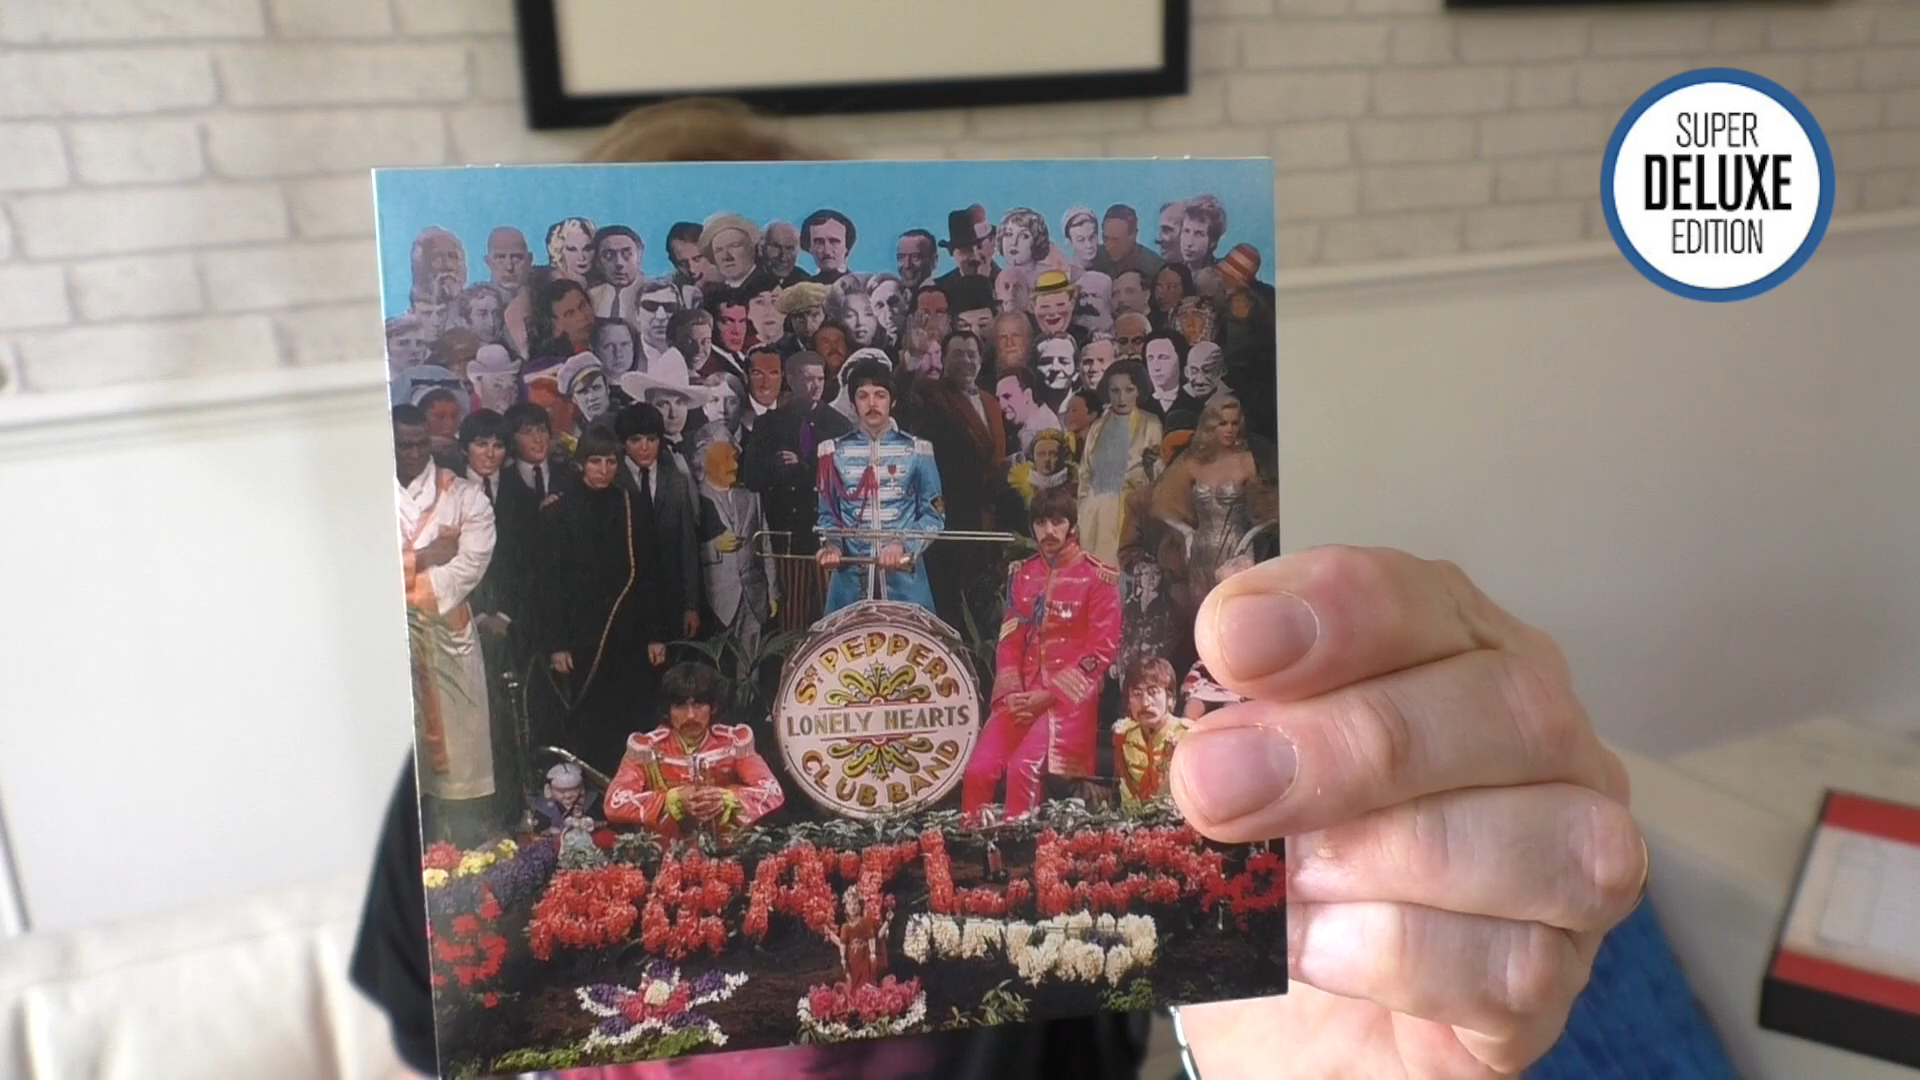 SUPER
DELUXE
EDITION
SGT PEPPERS
LONELY HEARTS
CLUB BAND
BEATLES